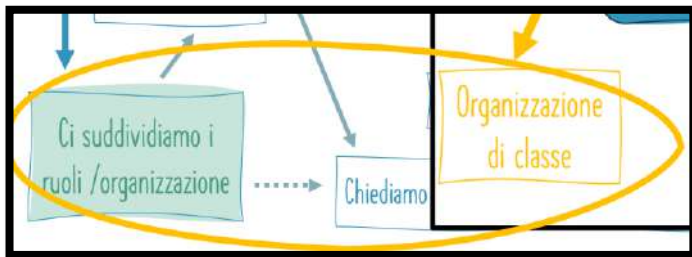 Ci suddividiamo i
ruoli /organizzazione
Chiediamo
Organizzazione
di classe